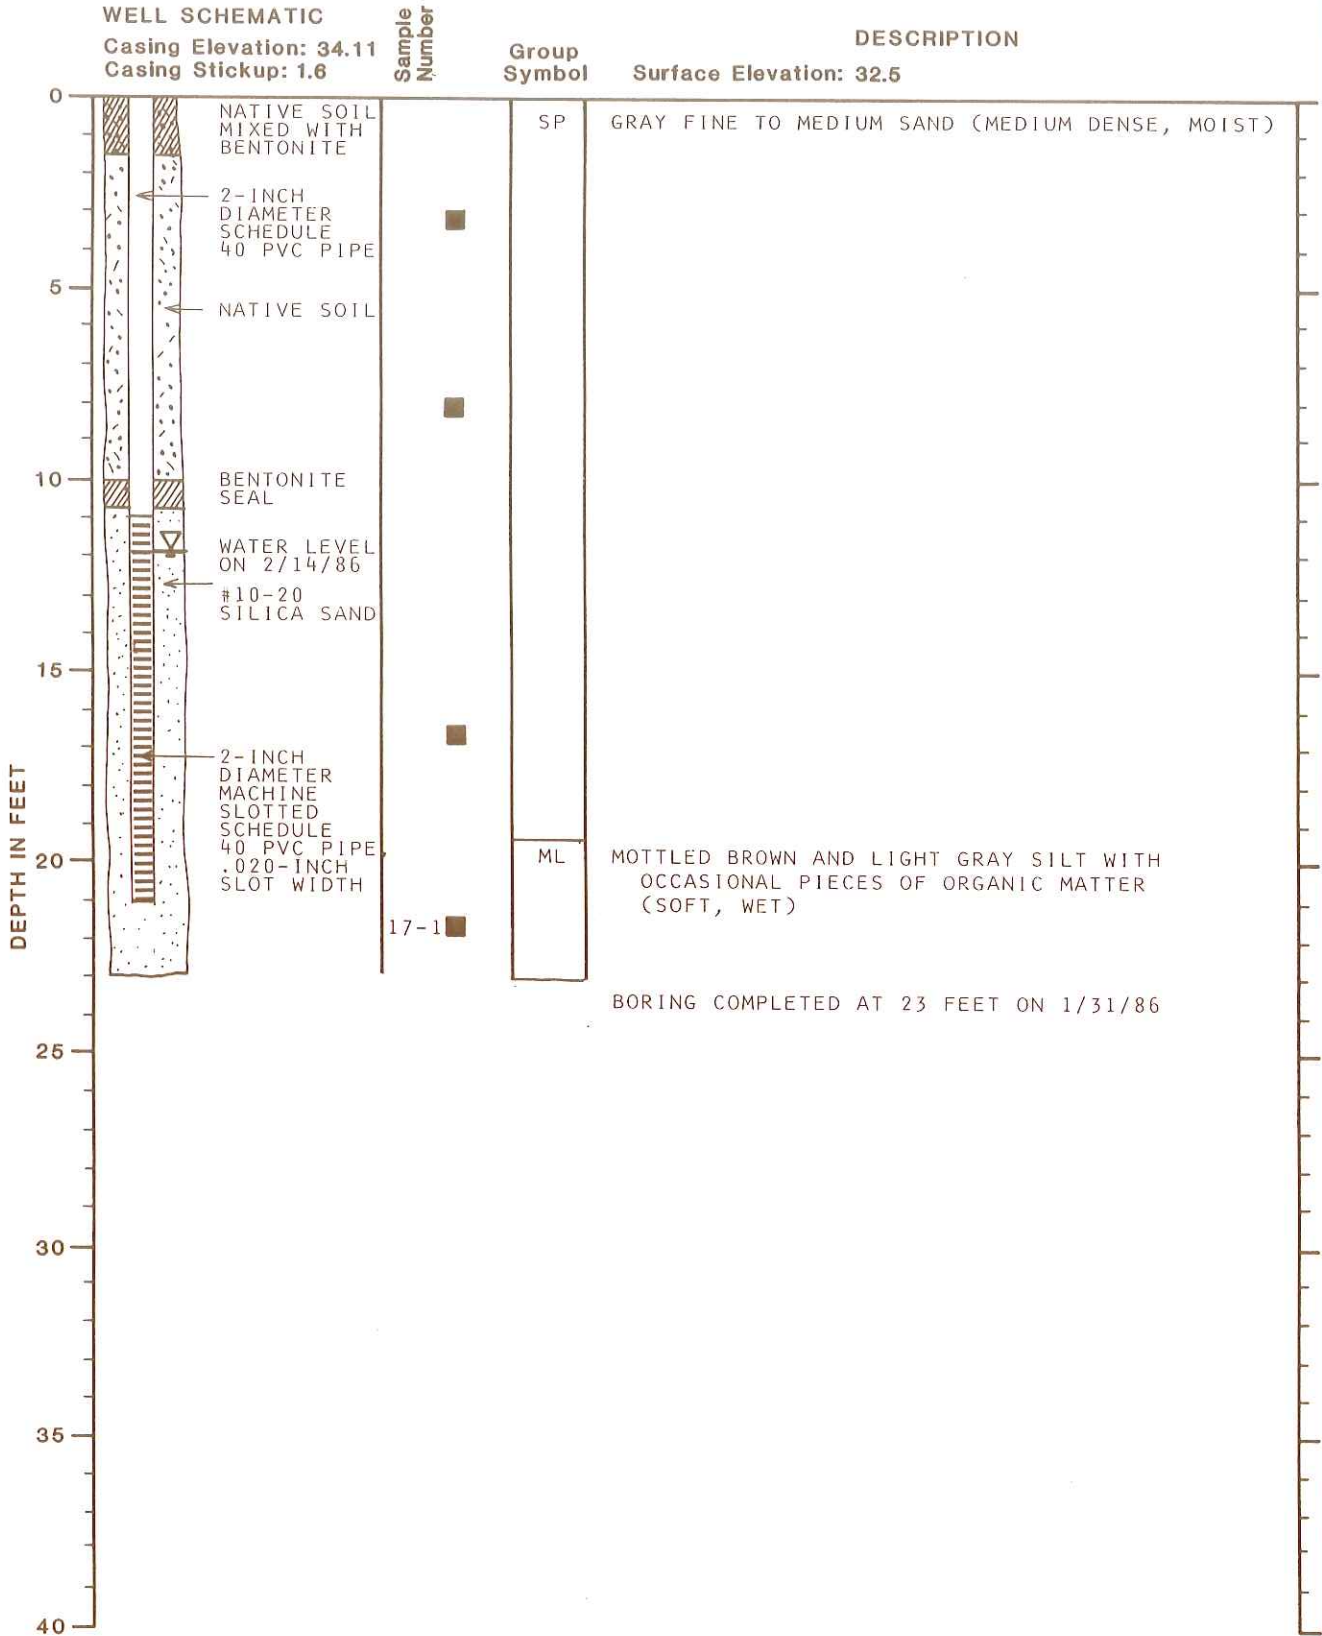 WELL SCHEMATIC
Casing Elevation: 34.11
Casing Stickup: 1.6
Sample
Number
Group
Symbol
DESCRIPTION
Surface Elevation: 32.5
DEPTH IN FEET
0
5
10
15
20
25
30
35
40
NATIVE SOIL
MIXED WITH
BENTONITE
2-INCH
DIAMETER
SCHEDULE
40 PVC PIPE
NATIVE SOIL
BENTONITE
SEAL
WATER LEVEL
ON 2/14/86
#10-20
SILICA SAND
2-INCH
DIAMETER
MACHINE
SLOTTED
SCHEDULE
40 PVC PIPE
.020-INCH
SLOT WIDTH
17-1
SP
GRAY FINE TO MEDIUM SAND (MEDIUM DENSE, MOIST)
ML
MOTTLED BROWN AND LIGHT GRAY SILT WITH
OCCASIONAL PIECES OF ORGANIC MATTER
(SOFT, WET)
BORING COMPLETED AT 23 FEET ON 1/31/86